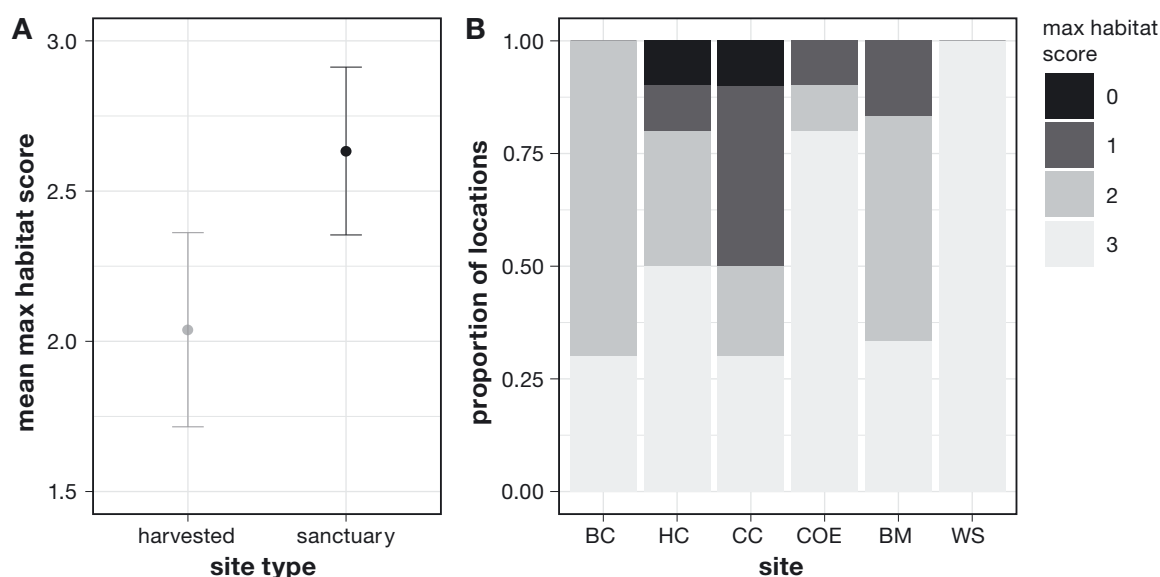 A
mean max habitat score
3.0
2.5
2.0
1.5
harvested
sanctuary
site type
B
proportion of locations
1.00
0.75
0.50
0.25
0.00
BC
HC
CC
COE
BM
WS
site
max habitat
score
0
1
2
3